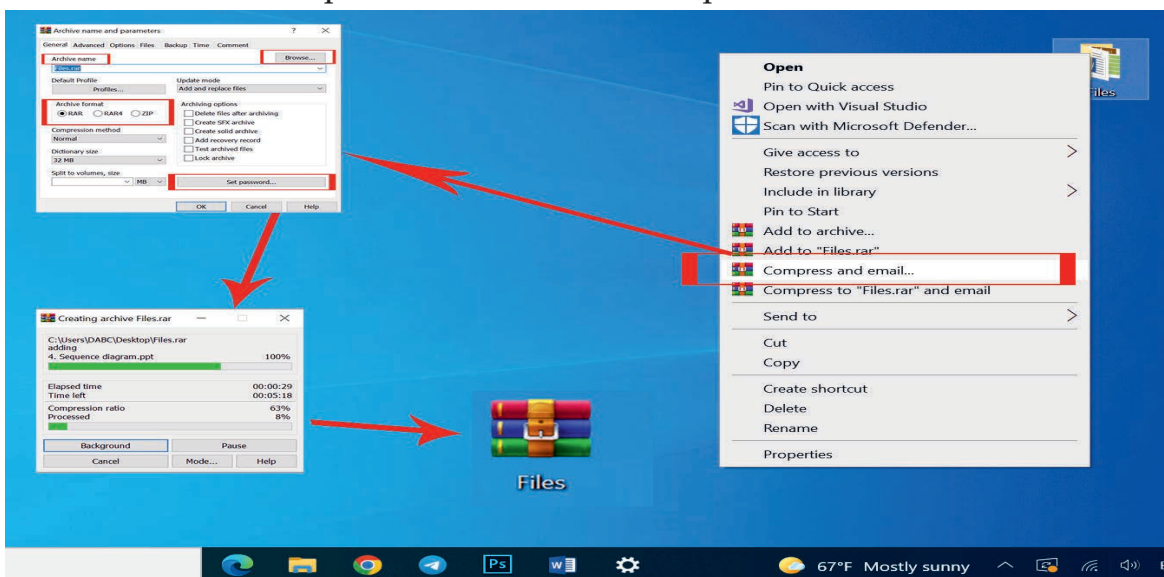 Archive name and parameters ? ×
General Advanced Options Files Backup Time Comment
Archive name
Browse...
Files.rar
Default Profile
Profiles...
Update mode
Add and replace files
Archive format
RAR RAR4 ZIP
Compression method
Normal
Dictionary size
32 MB
Split to volumes, size
MB
Archiving options
Delete files after archiving
Create SFX archive
Create solid archive
Add recovery record
Test archived files
Lock archive
Set password...
OK Cancel Help
Creating archive Files.rar
C:\Users\DABC\Desktop\Files.rar
adding
4. Sequence diagram.ppt 100%
Elapsed time 00:00:29
Time left 00:05:18
Compression ratio 63%
Processed 8%
Background Pause
Cancel Mode... Help
Files
Open
Pin to Quick access
Open with Visual Studio
Scan with Microsoft Defender...
Give access to
Restore previous versions
Include in library
Pin to Start
Add to archive...
Add to "Files.rar"
Compress and email...
Compress to "Files.rar" and email
Send to
Cut
Copy
Create shortcut
Delete
Rename
Properties
Files
Ps
W
67°F Mostly sunny